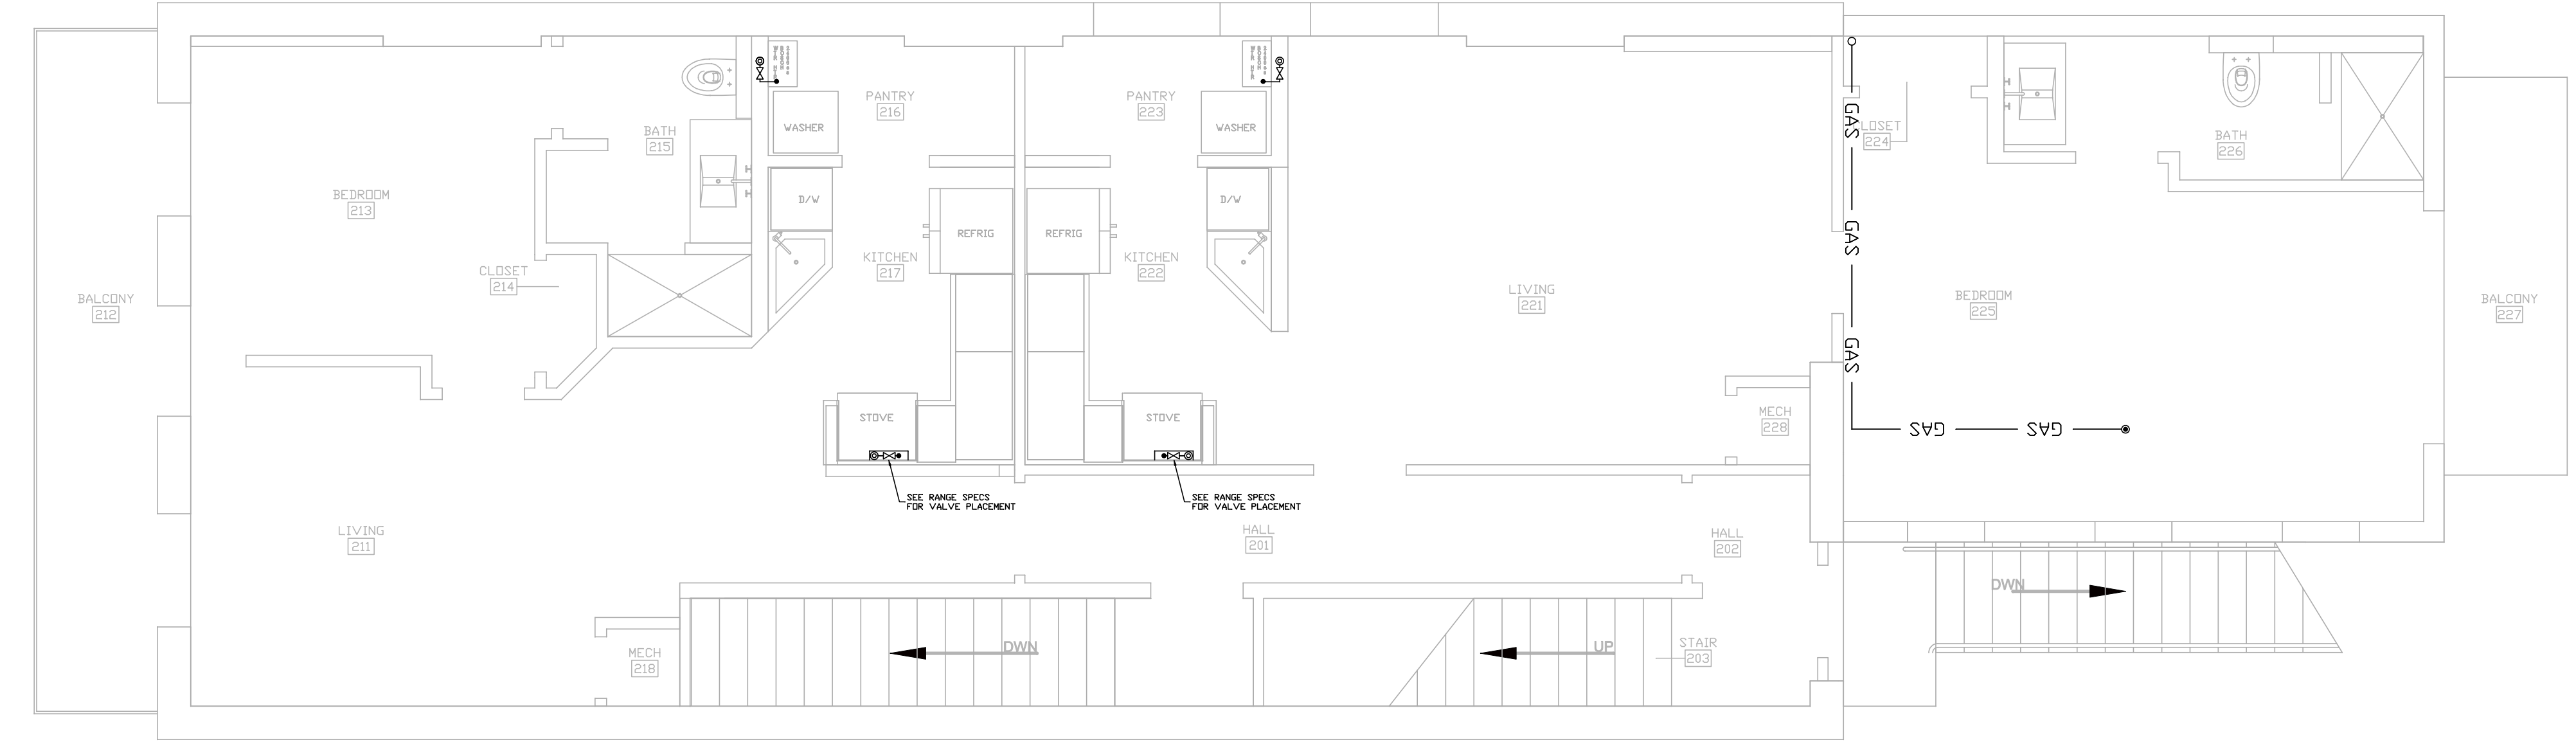 BALCONY
212
BEDROOM
213
CLOSET
214
BATH
215
WASHER
PANTRY
216
D/W
KITCHEN
217
REFRIG
STOVE
SEE RANGE SPECS
FOR VALVE PLACEMENT
LIVING
211
MECH
218
DWN
PANTRY
223
WASHER
D/W
REFRIG
KITCHEN
222
STOVE
SEE RANGE SPECS
FOR VALVE PLACEMENT
HALL
201
LIVING
221
MECH
228
HALL
202
UP
STAIR
203
GAS
GAS
GAS
GAS
GAS
CLOSET
224
BATH
226
BEDROOM
225
BALCONY
227
DWN